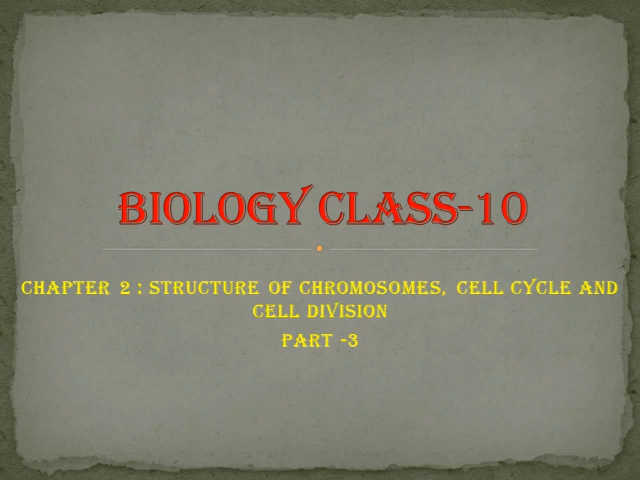 BIOLOGY CLASS-10
CHAPTER 2 : STRUCTURE OF CHROMOSOMES, CELL CYCLE AND
CELL DIVISION
PART -3